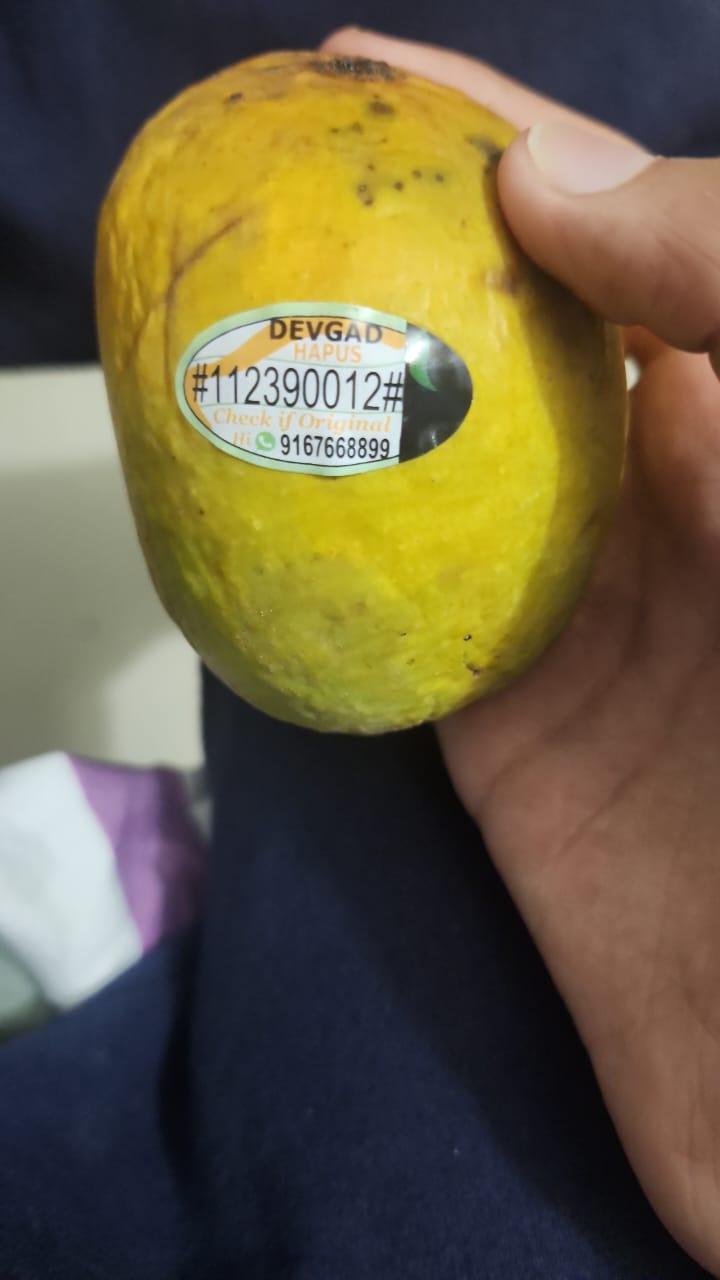 DEVGAD
HAPUS
#112390012#
Check if Original
Hi 9167668899